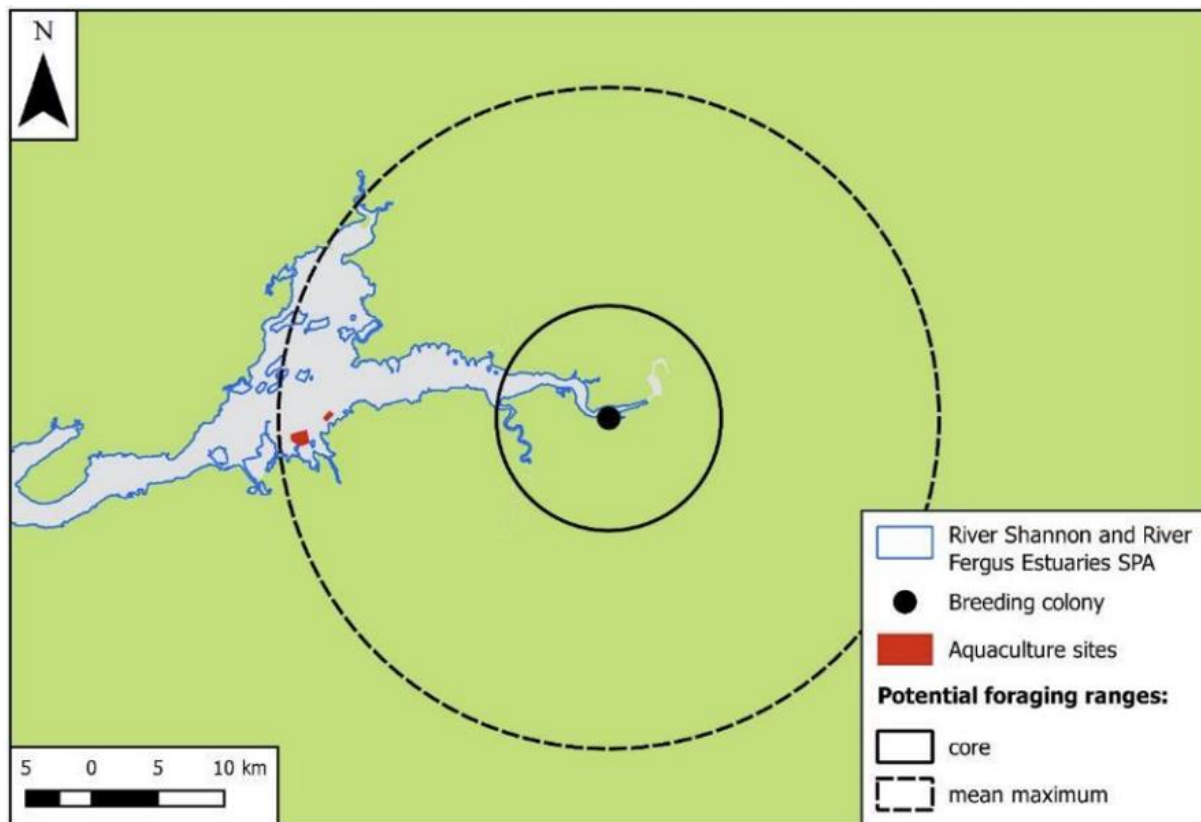 N
River Shannon and River
Fergus Estuaries SPA
Breeding colony
Aquaculture sites
Potential foraging ranges:
core
mean maximum
5 0 5 10 km